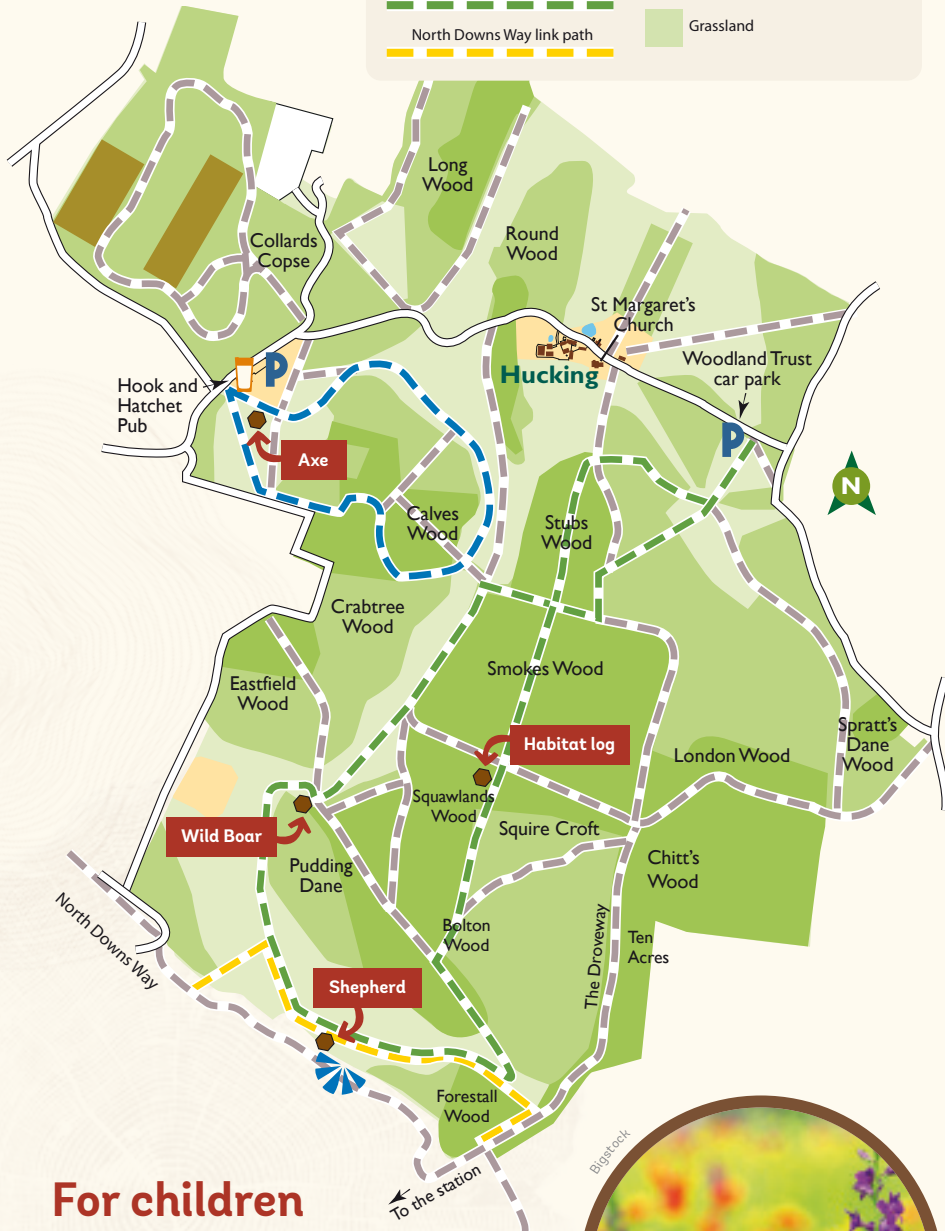 North Downs Way link path
Grassland
Long
Wood
Round
Wood
Collards
Copse
St Margaret's
Church
Hucking
Woodland Trust
car park
P
P
Hook and
Hatchet
Pub
Axe
N
Calves
Wood
Stubs
Wood
Crabtree
Wood
Smokes Wood
Eastfield
Wood
Habitat log
Spratt's
Dane
Wood
London Wood
Squawlands
Wood
Squire Croft
Wild Boar
Pudding
Dane
Chitt's
Wood
North Downs Way
Bolton
Wood
The Droveway
Ten
Acres
Shepherd
Forestall
Wood
To the station
Bigstock
For children